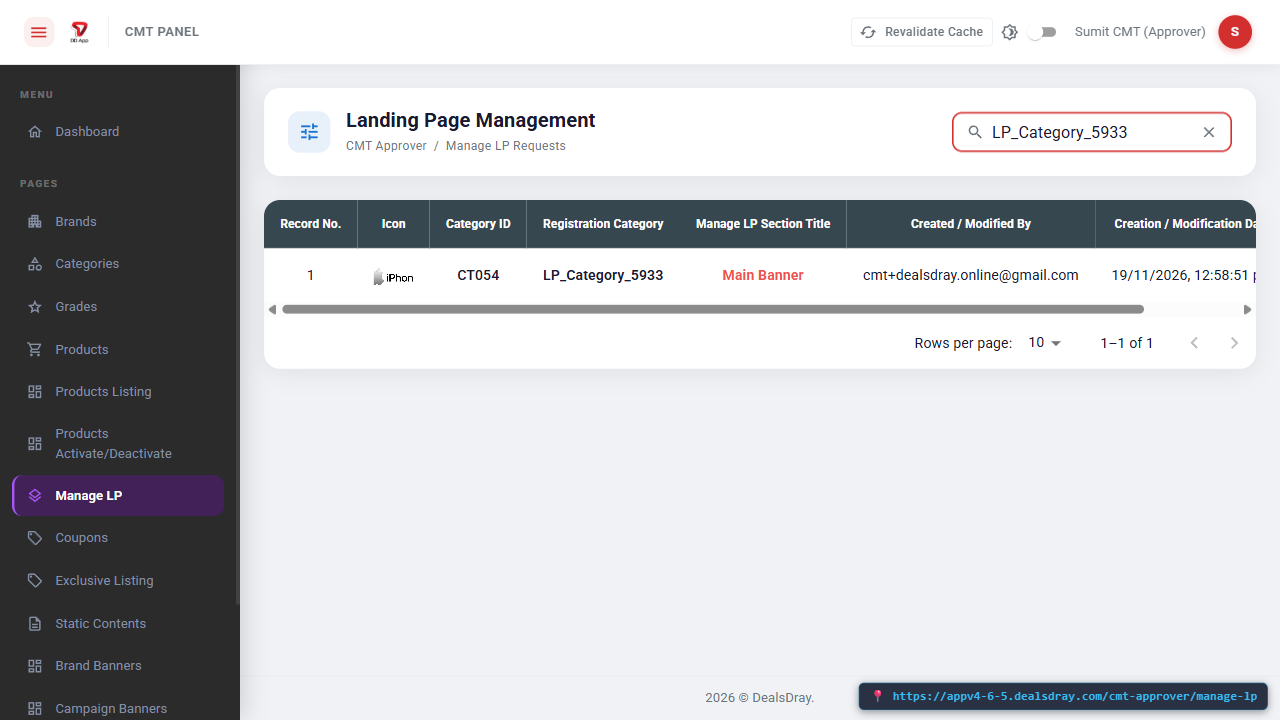 DD App
CMT PANEL
Revalidate Cache
Sumit CMT (Approver)
S
MENU
Dashboard
PAGES
Brands
Categories
Grades
Products
Products Listing
Products
Activate/Deactivate
Manage LP
Coupons
Exclusive Listing
Static Contents
Brand Banners
Campaign Banners
Landing Page Management
CMT Approver / Manage LP Requests
LP_Category_5933
Record No. Icon Category ID Registration Category Manage LP Section Title Created / Modified By Creation / Modification Da
1 iPhon CT054 LP_Category_5933 Main Banner cmt+dealsdray.online@gmail.com 19/11/2026, 12:58:51 p
Rows per page: 10 1–1 of 1
2026 © DealsDray.
https://appv4-6-5.dealsdray.com/cmt-approver/manage-lp